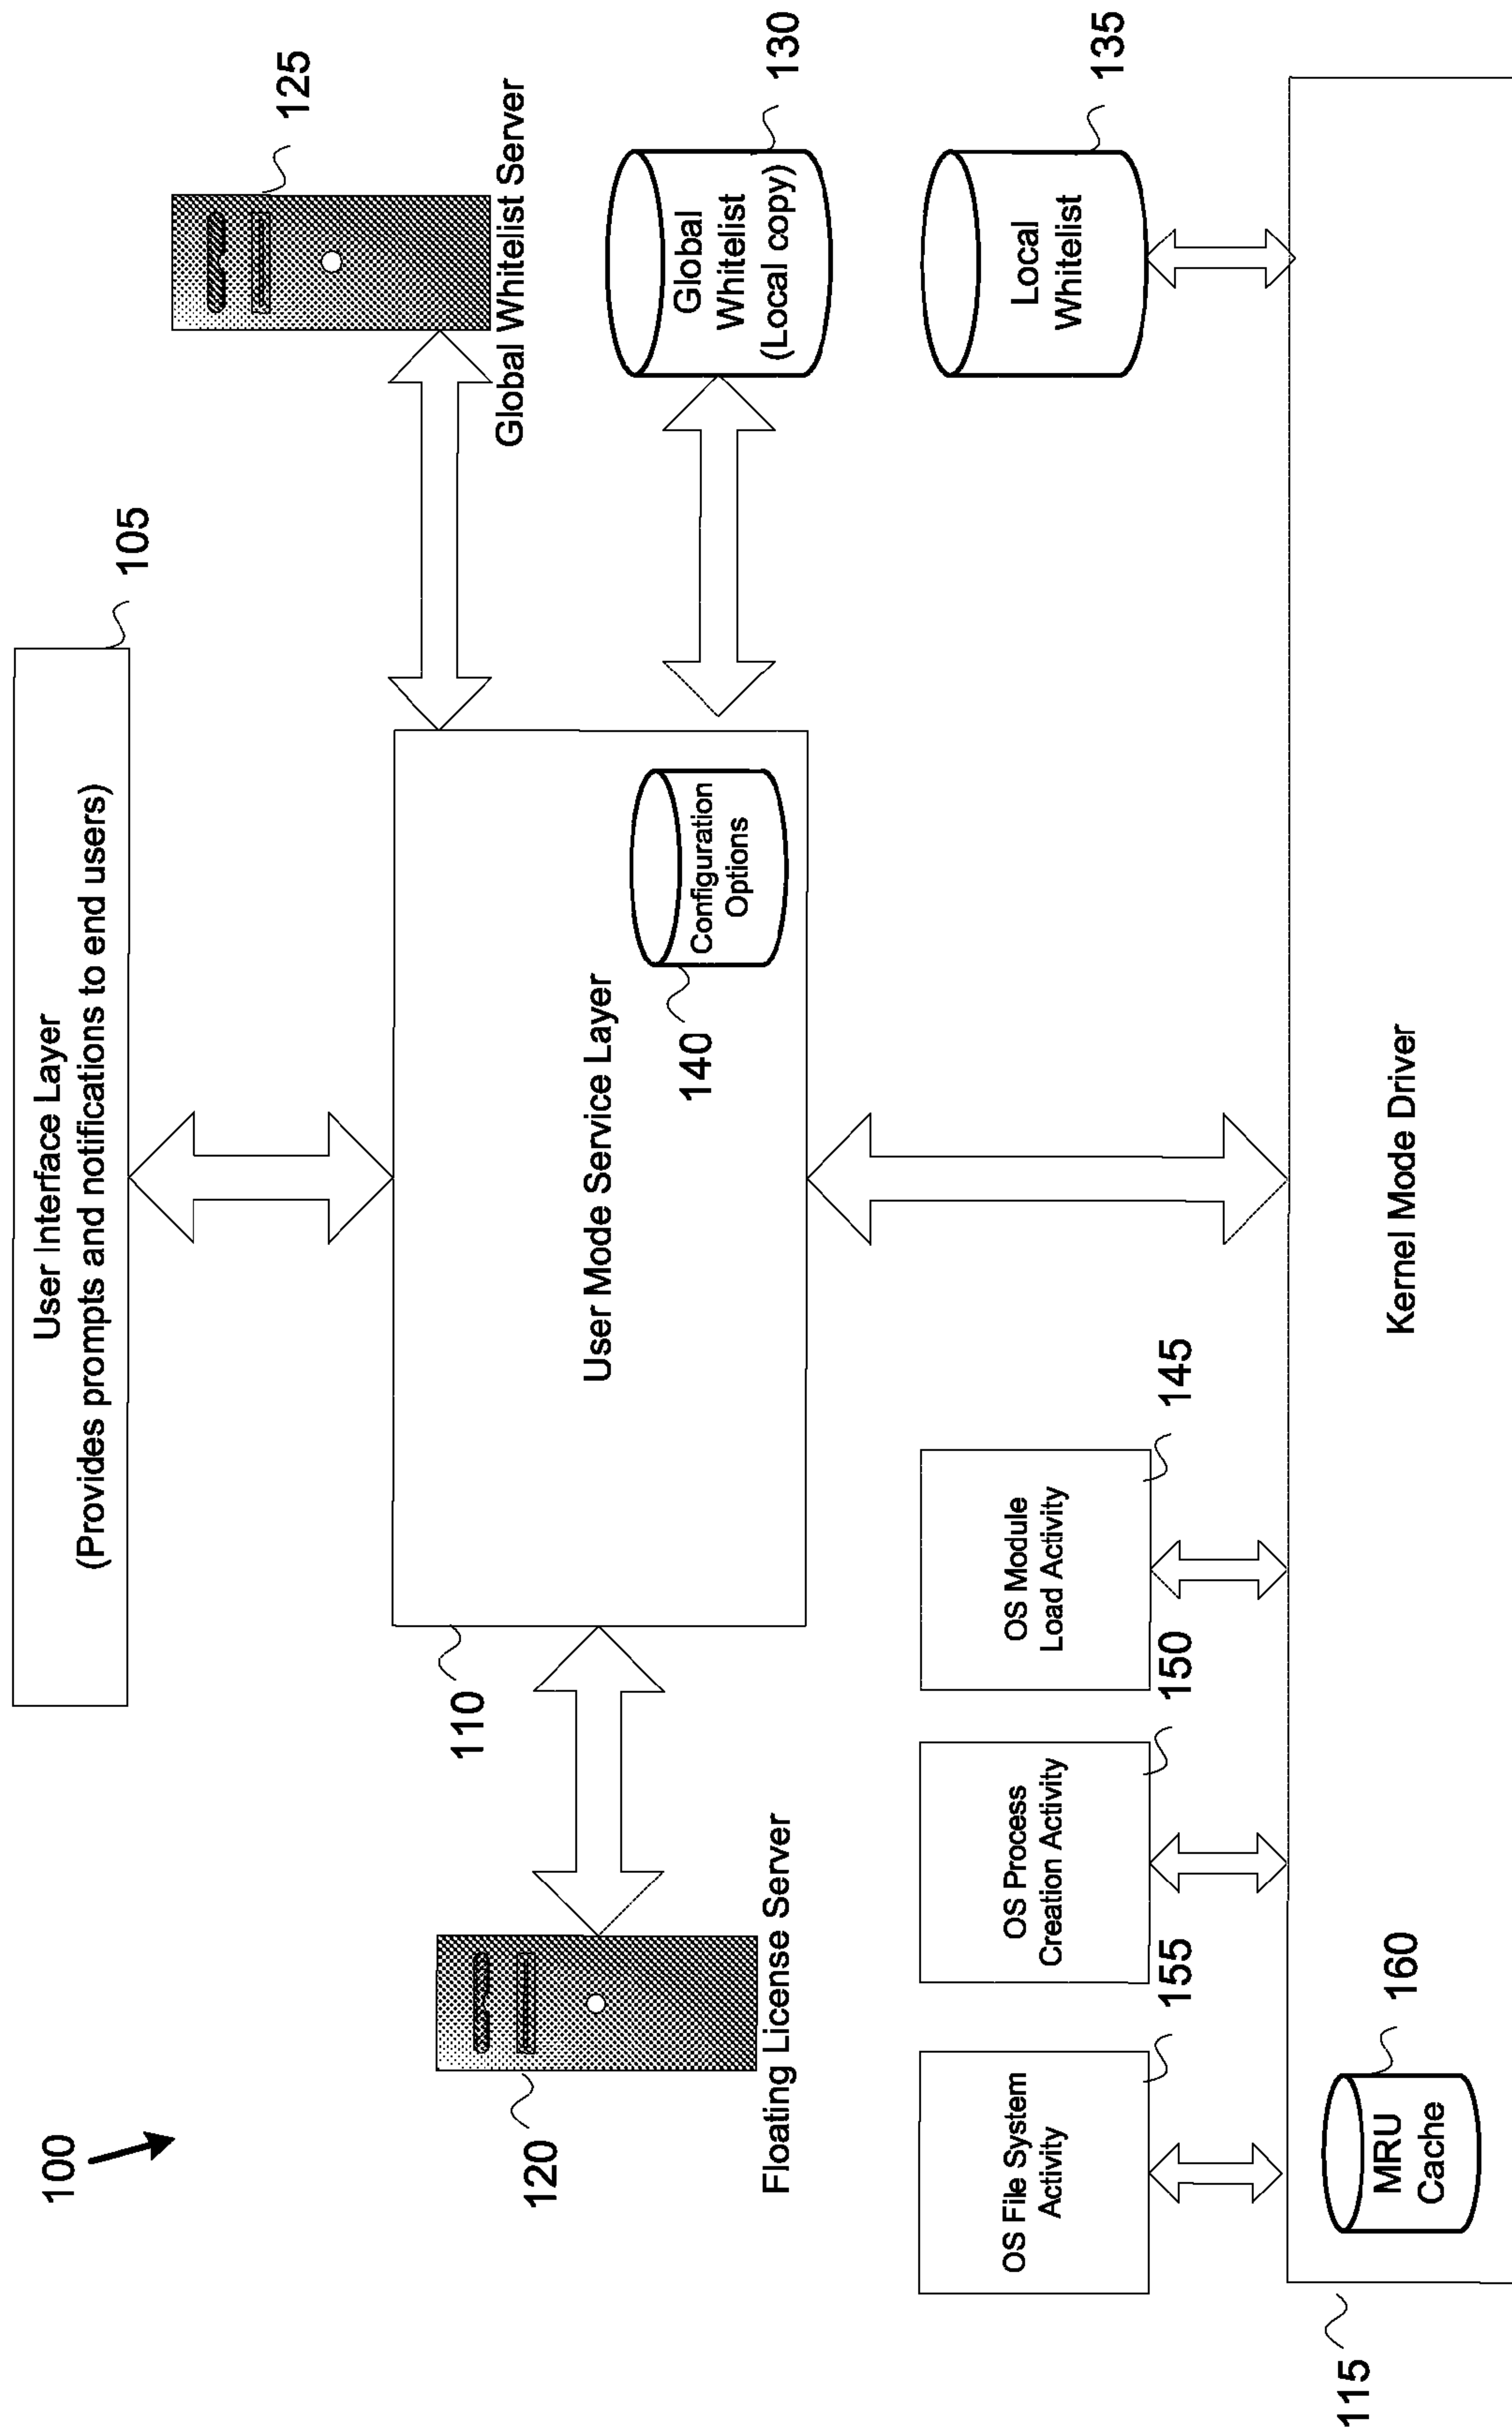 100
User Interface Layer
(Provides prompts and notifications to end users)
105
125
Global Whitelist Server
120
Floating License Server
110
User Mode Service Layer
140
Configuration
Options
Global
Whitelist
(Local copy)
130
Local
Whitelist
135
OS File System
Activity
155
OS Process
Creation Activity
150
OS Module
Load Activity
145
115
MRU
Cache
160
Kernel Mode Driver